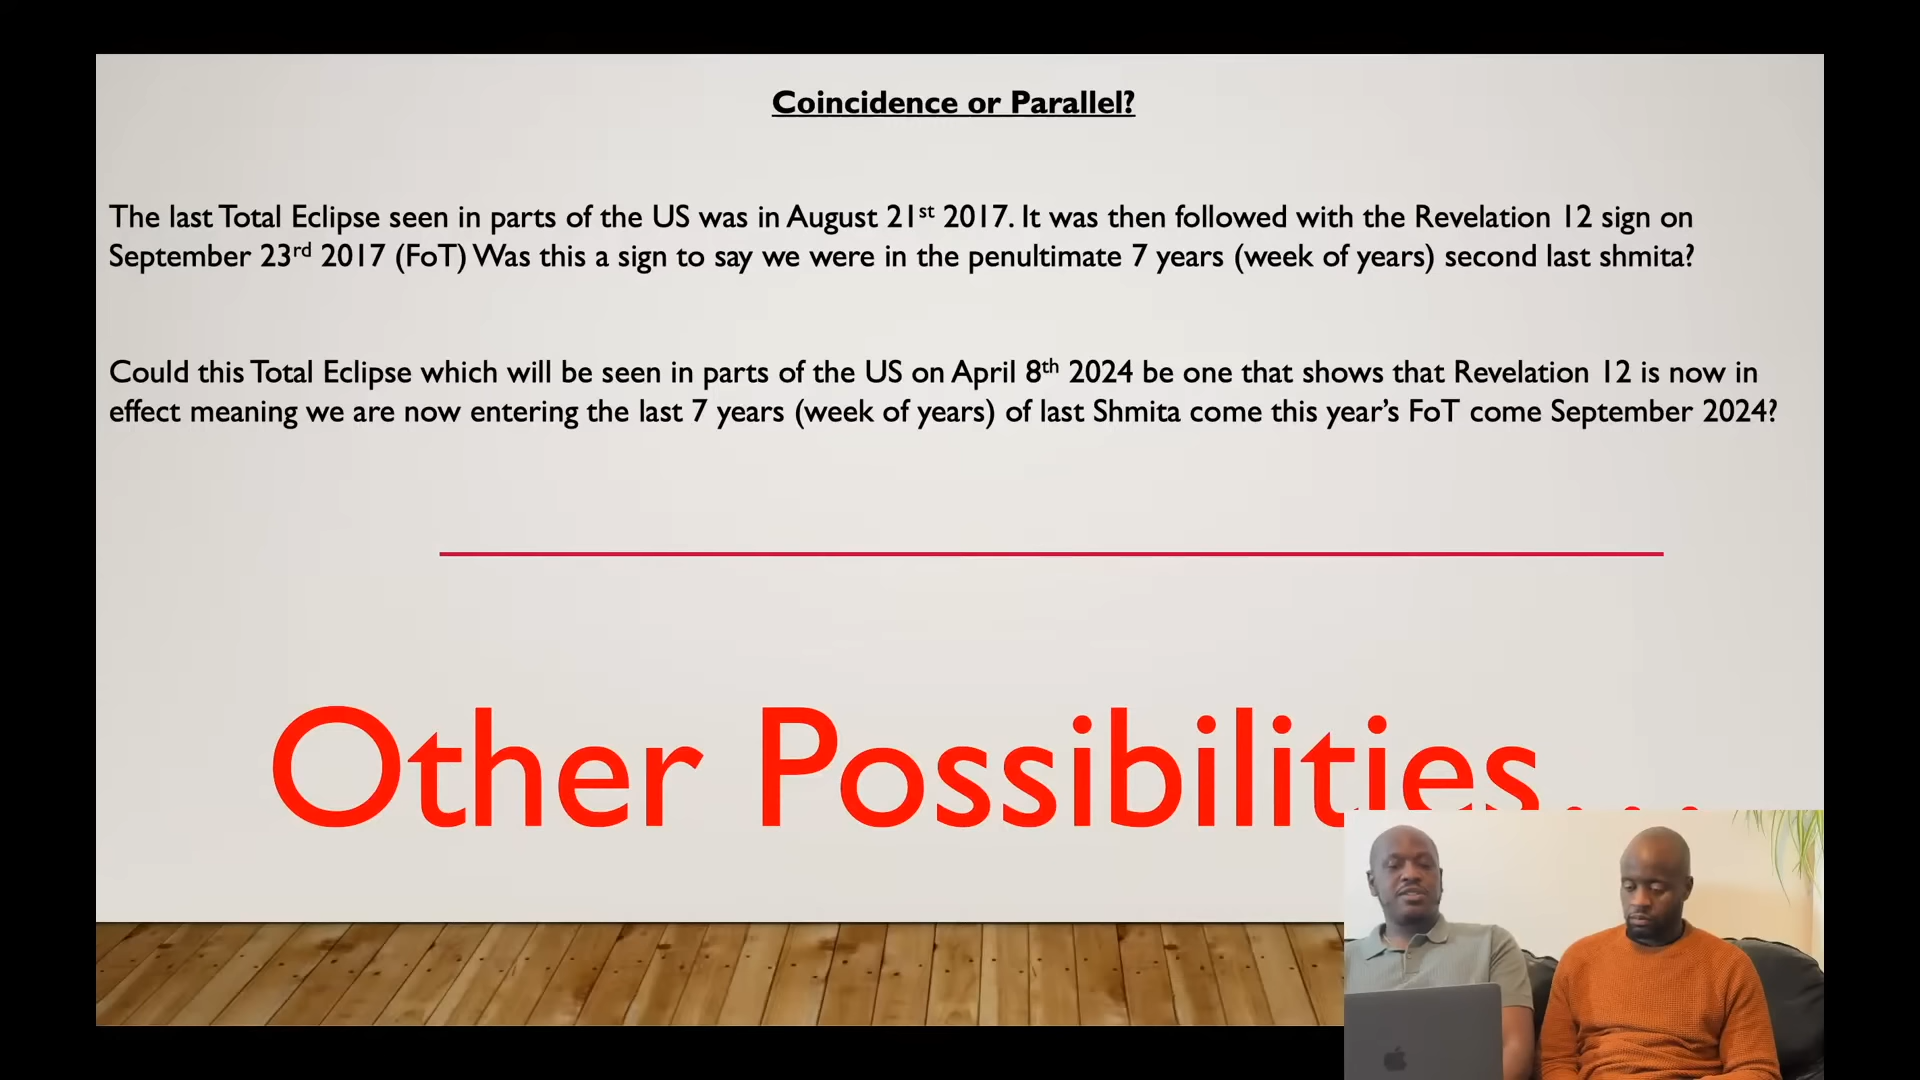 Coincidence or Parallel?
The last Total Eclipse seen in parts of the US was in August 21st 2017. It was then followed with the Revelation 12 sign on
September 23rd 2017 (FoT) Was this a sign to say we were in the penultimate 7 years (week of years) second last shmita?
Could this Total Eclipse which will be seen in parts of the US on April 8th 2024 be one that shows that Revelation 12 is now in
effect meaning we are now entering the last 7 years (week of years) of last Shmita come this year's FoT come September 2024?
Other Possibilities...